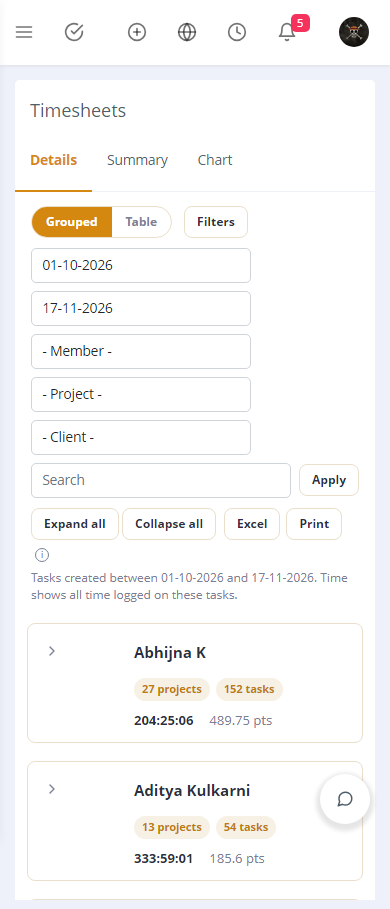 5
Timesheets
Details Summary Chart
Grouped Table Filters
01-10-2026
17-11-2026
- Member -
- Project -
- Client -
Search Apply
Expand all Collapse all Excel Print
Tasks created between 01-10-2026 and 17-11-2026. Time
shows all time logged on these tasks.
Abhijna K
27 projects 152 tasks
204:25:06 489.75 pts
Aditya Kulkarni
13 projects 54 tasks
333:59:01 185.6 pts